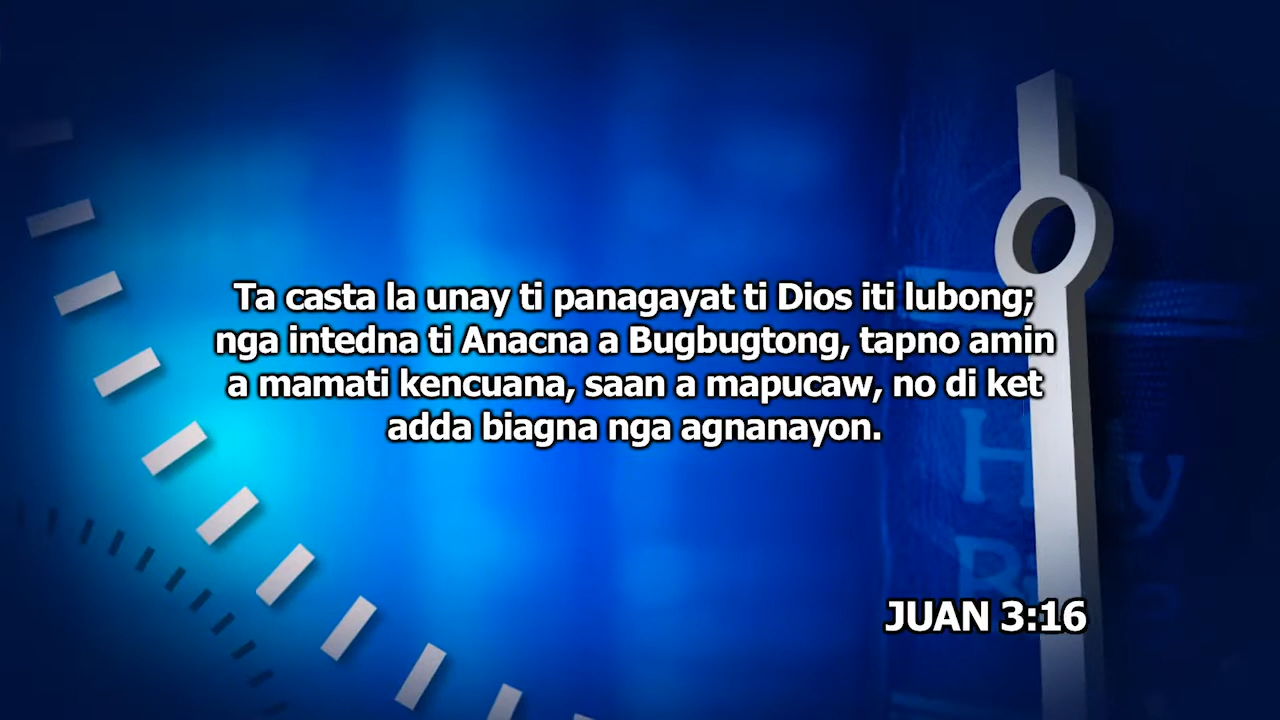 Ta casta la unay ti panagayat ti Dios iti lubong;
nga intedna ti Anacna a Bugbugtong, tapno amin
a mamati kencuana, saan a mapucaw, no di ket
adda biagna nga agnanayon.
JUAN 3:16